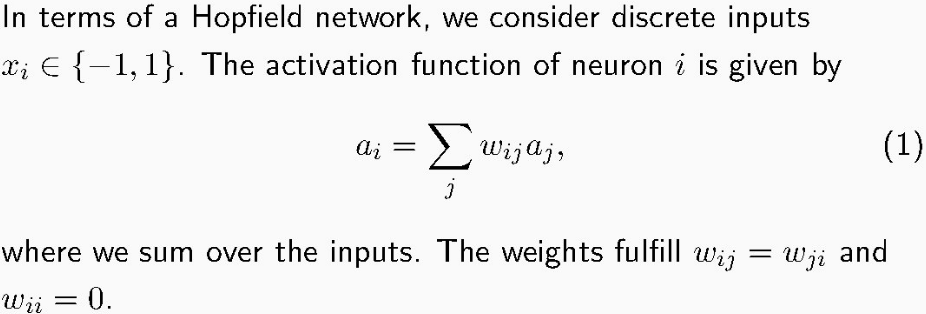 In terms of a Hopfield network, we consider discrete inputs
$x_i \in \{-1, 1\}$. The activation function of neuron $i$ is given by
$a_i = \sum_j w_{ij} a_j,$ (1)
where we sum over the inputs. The weights fulfill $w_{ij} = w_{ji}$ and
$w_{ii} = 0.$